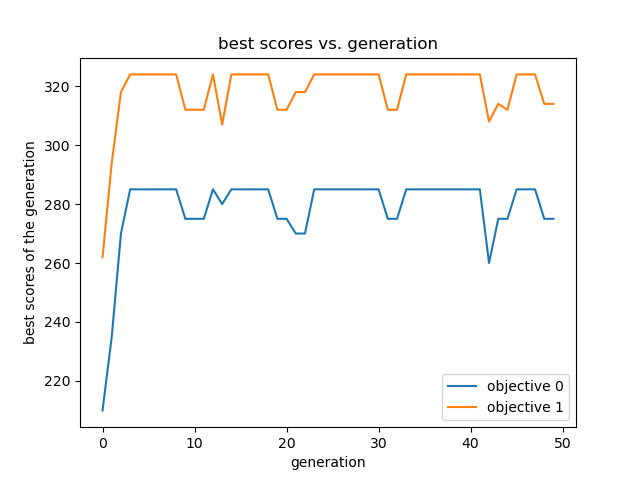 best scores vs. generation
best scores of the generation
320
300
280
260
240
220
0
10
20
30
40
50
generation
objective 0
objective 1